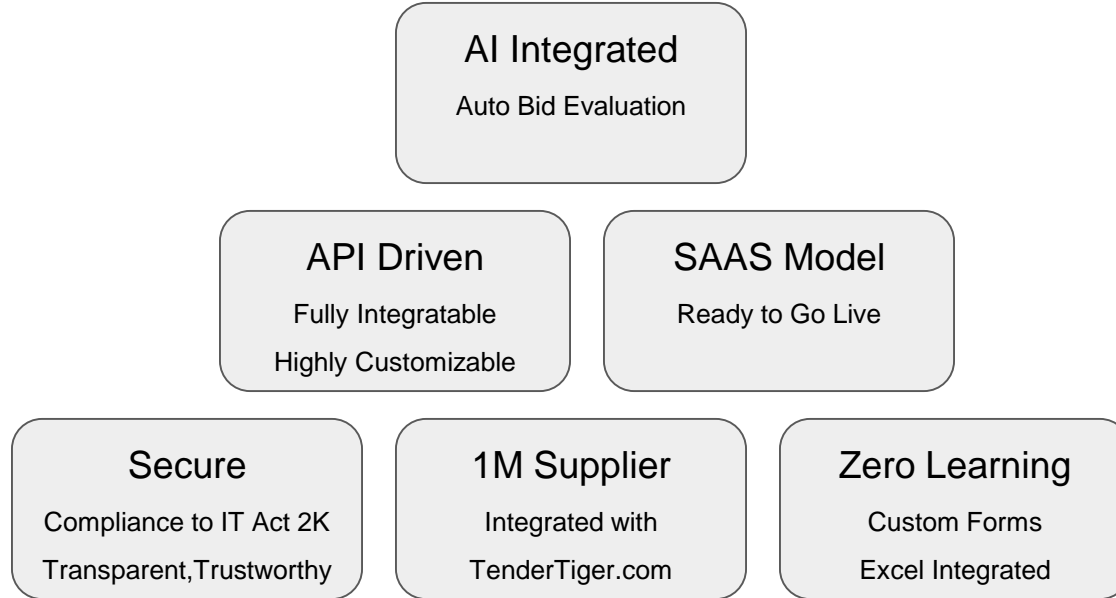 AI Integrated
Auto Bid Evaluation
API Driven
Fully Integratable
Highly Customizable
SAAS Model
Ready to Go Live
Secure
Compliance to IT Act 2K
Transparent,Trustworthy
1M Supplier
Integrated with
TenderTiger.com
Zero Learning
Custom Forms
Excel Integrated